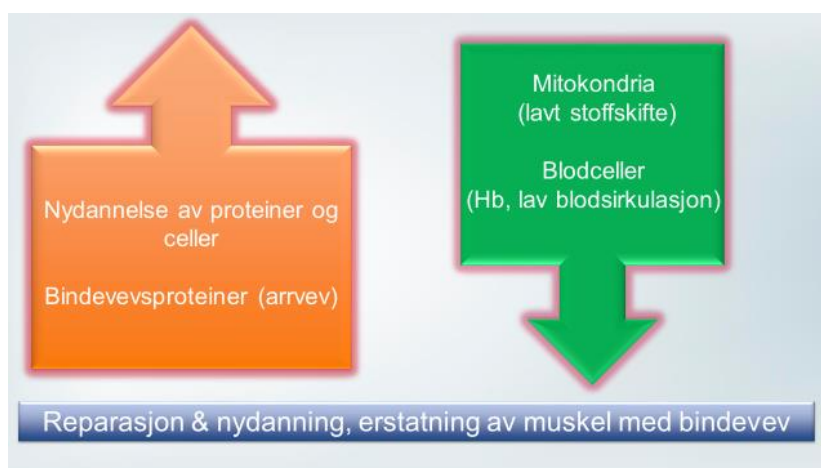 Nydannelse av proteiner og
celler
Bindevevsproteiner (arrvev)
Mitokondria
(lavt stoffskifte)
Blodceller
(Hb, lav blodsirkulasjon)
Reparasjon & nydanning, erstatning av muskel med bindevev